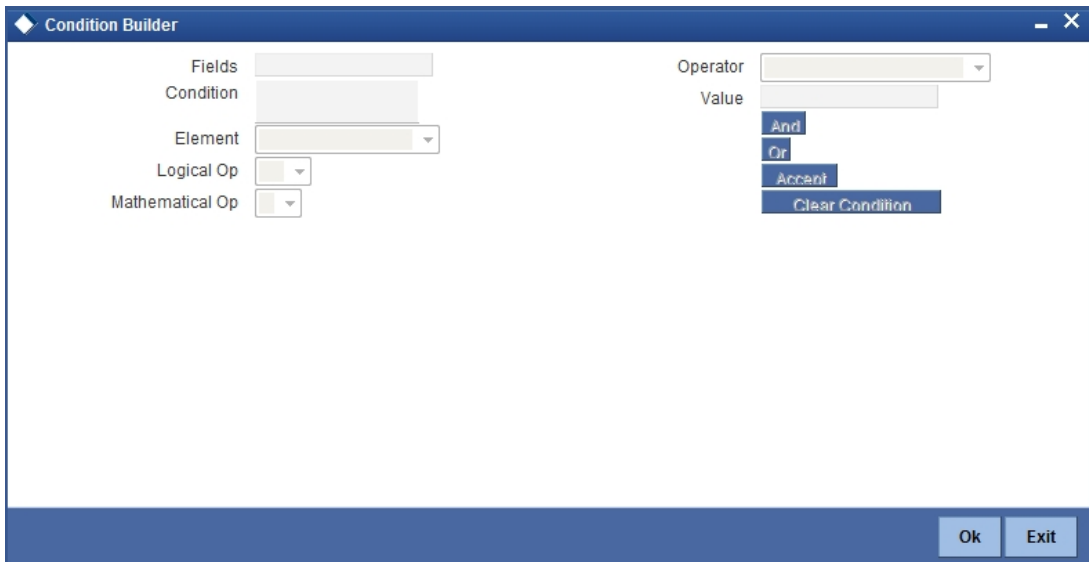 Condition Builder
Fields
Condition
Element
Logical Op
Mathematical Op
Operator
Value
And
Or
Accept
Clear Condition
Ok
Exit